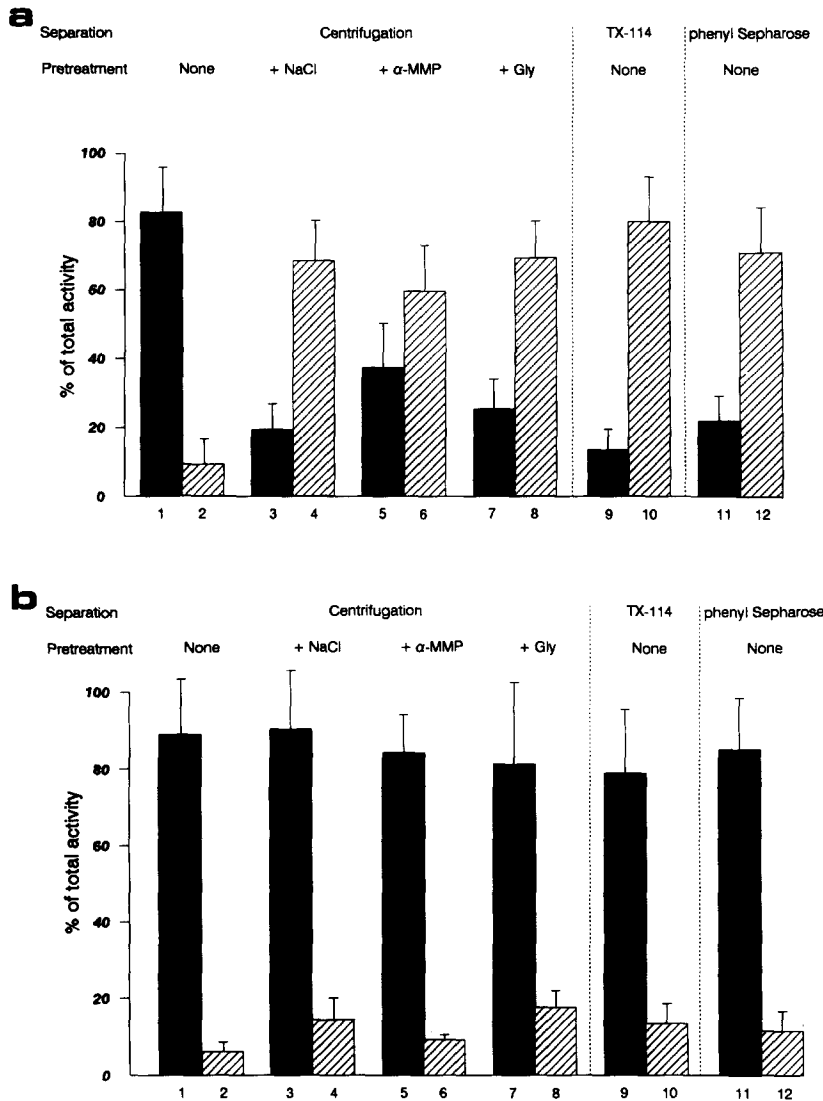 a
Separation Centrifugation TX-114 phenyl Sepharose
Pretreatment None + NaCl + α-MMP + Gly None None
% of total activity
100
80
60
40
20
0
1 2 3 4 5 6 7 8 9 10 11 12
b
Separation Centrifugation TX-114 phenyl Sepharose
Pretreatment None + NaCl + α-MMP + Gly None None
% of total activity
100
80
60
40
20
0
1 2 3 4 5 6 7 8 9 10 11 12